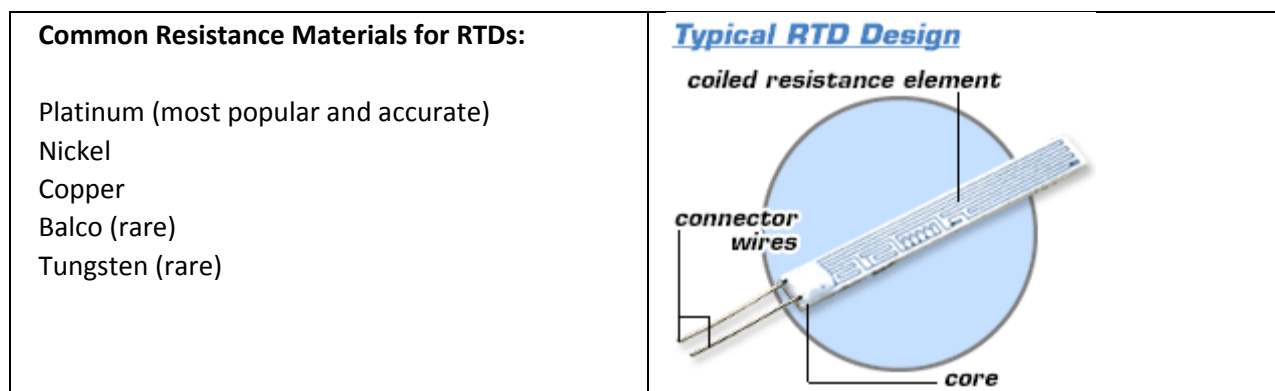 Common Resistance Materials for RTDs:
Platinum (most popular and accurate)
Nickel
Copper
Balco (rare)
Tungsten (rare)
Typical RTD Design
coiled resistance element
connector
wires
core